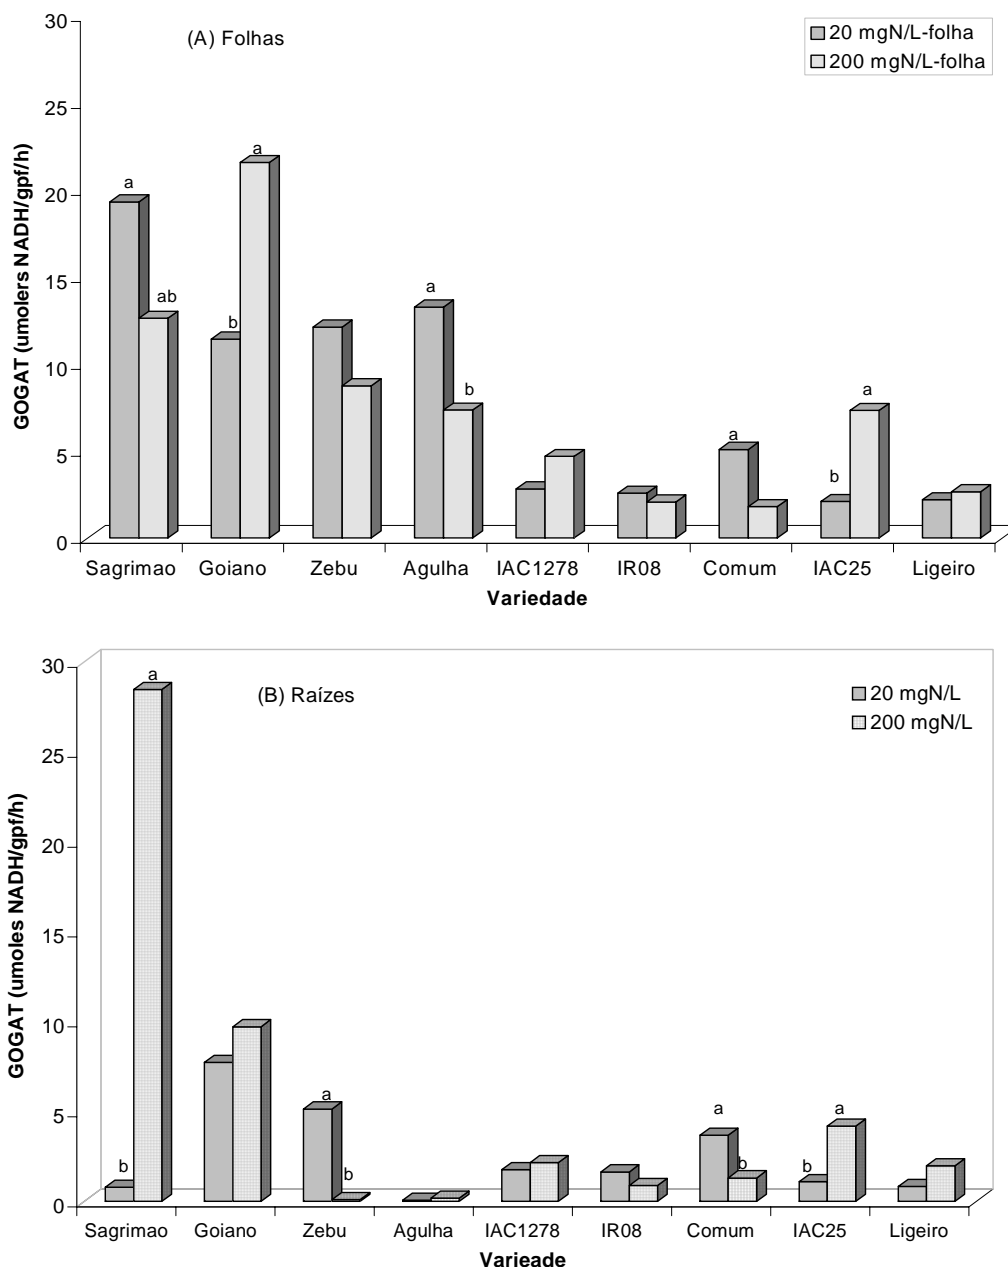 30
(A) Folhas
20 mgN/L-folha
200 mgN/L-folha
25
20
15
10
5
0
GOGAT (umolers NADH/gpf/h)
a
ab
b
a
a
b
a
b
a
Sagrimao Goiano Zebu Agulha IAC1278 IR08 Comum IAC25 Ligeiro
Variedade
30
(B) Raízes
20 mgN/L
200 mgN/L
25
20
15
10
5
0
GOGAT (umoles NADH/gpf/h)
b
a
a
b
a
b
b
a
Sagrimao Goiano Zebu Agulha IAC1278 IR08 Comum IAC25 Ligeiro
Varieade